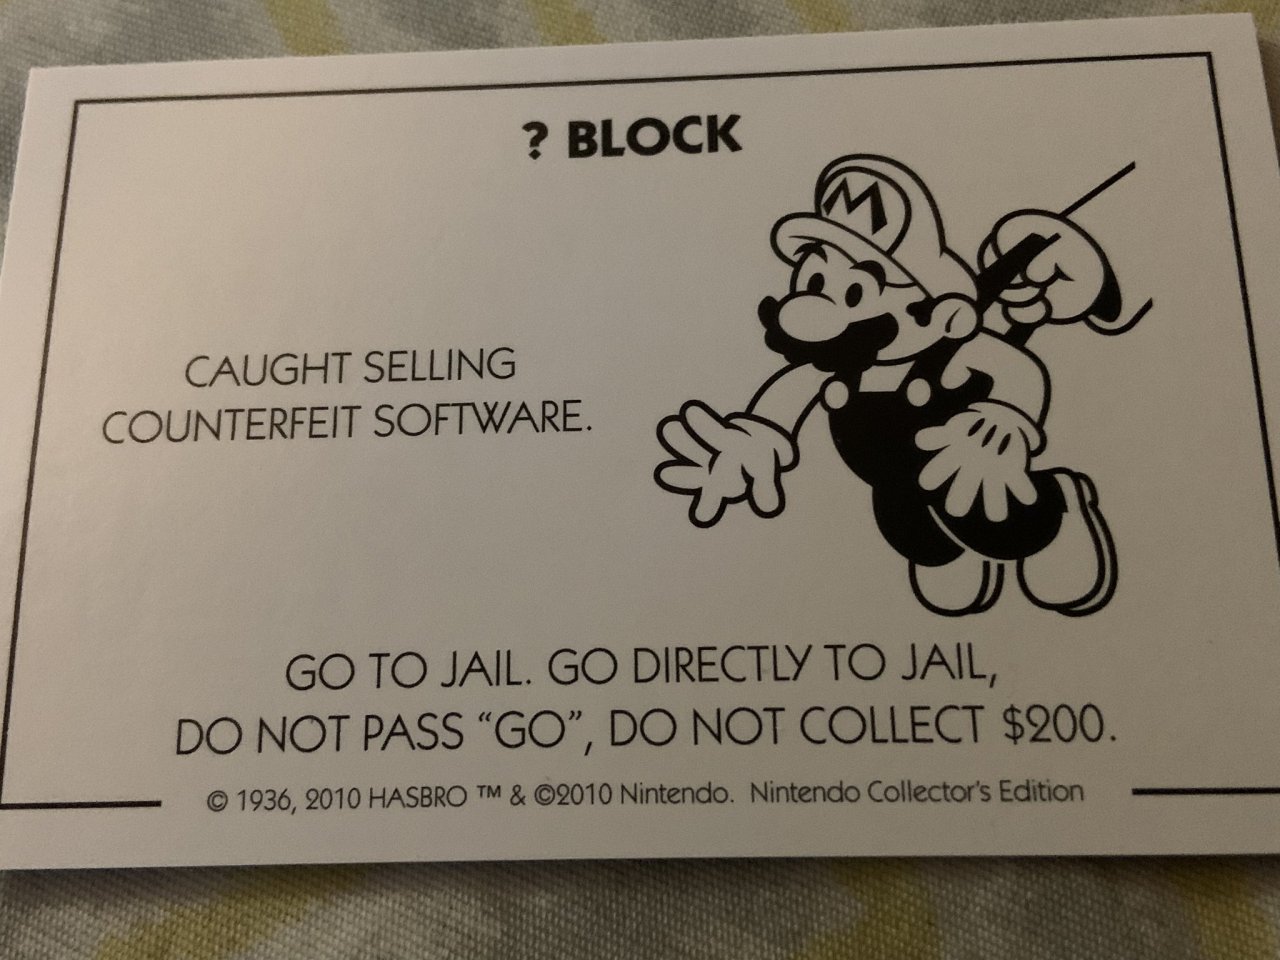 ? BLOCK
M
CAUGHT SELLING
COUNTERFEIT SOFTWARE.
GO TO JAIL. GO DIRECTLY TO JAIL,
DO NOT PASS “GO”, DO NOT COLLECT $200.
© 1936, 2010 HASBRO ™ & ©2010 Nintendo. Nintendo Collector's Edition